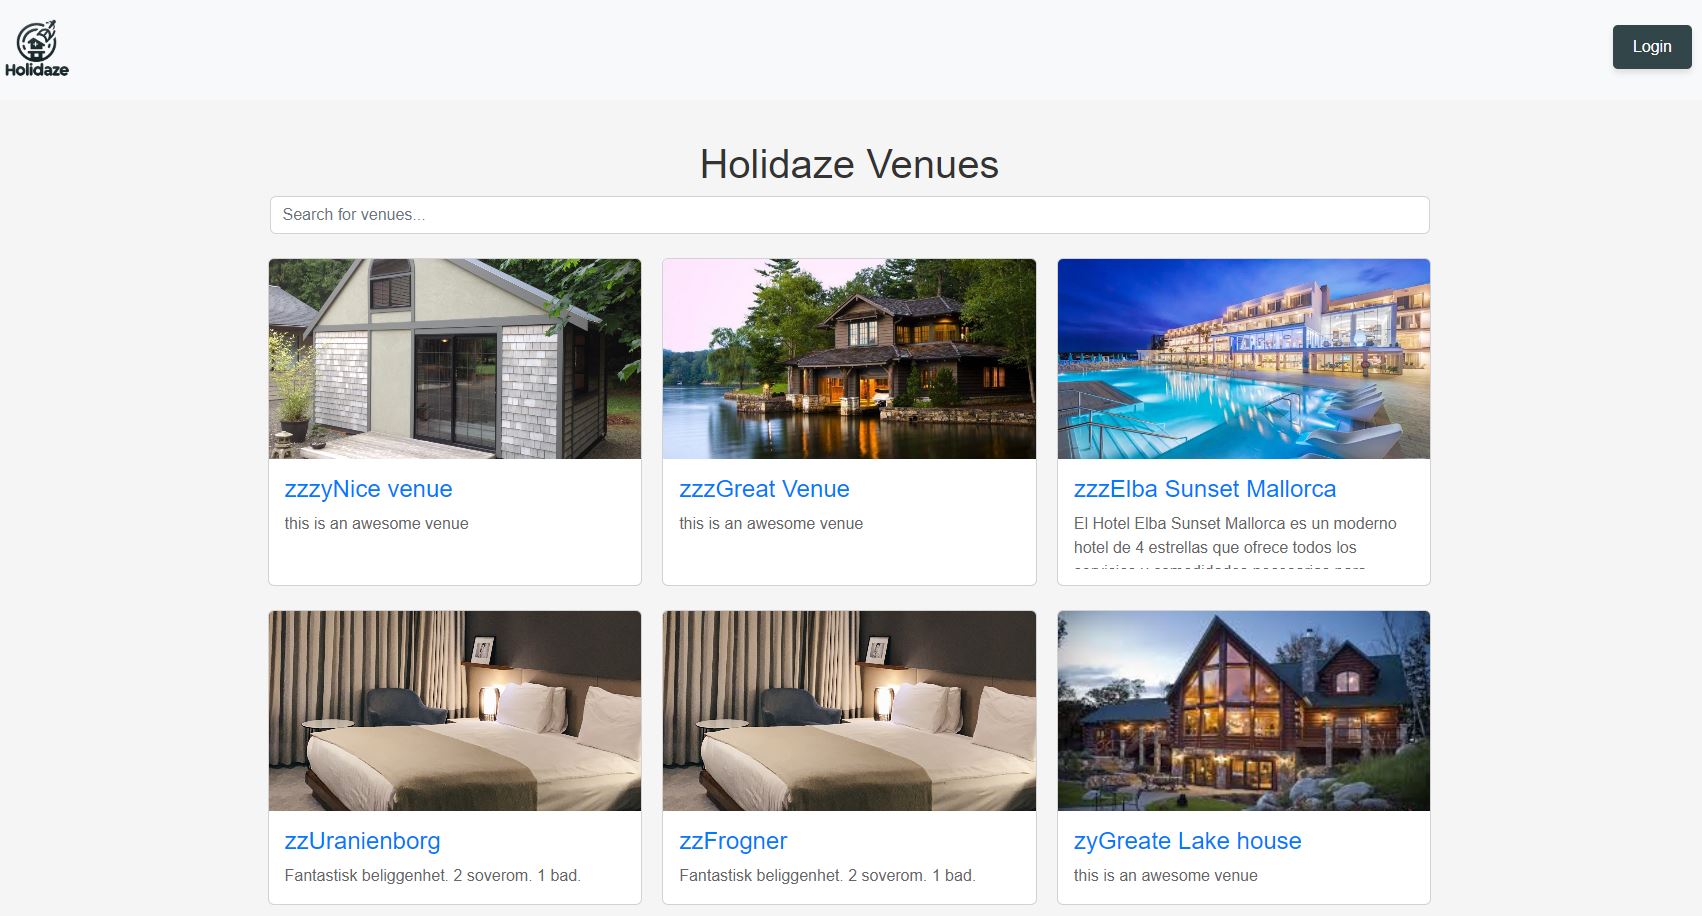 Holidaze
Login
Holidaze Venues
Search for venues...
zzzyNice venue
this is an awesome venue
zzzGreat Venue
this is an awesome venue
zzzElba Sunset Mallorca
El Hotel Elba Sunset Mallorca es un moderno
hotel de 4 estrellas que ofrece todos los
zzUranienborg
Fantastisk beliggenhet. 2 soverom. 1 bad.
zzFrogner
Fantastisk beliggenhet. 2 soverom. 1 bad.
zyGreate Lake house
this is an awesome venue